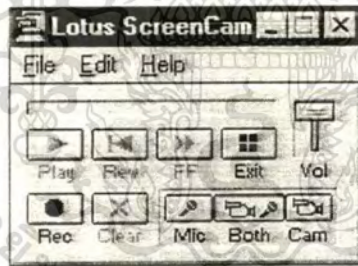 Lotus ScreenCam
File Edit Help
Play Rew FF Exit Vol
Rec Clear Mic Both Cam